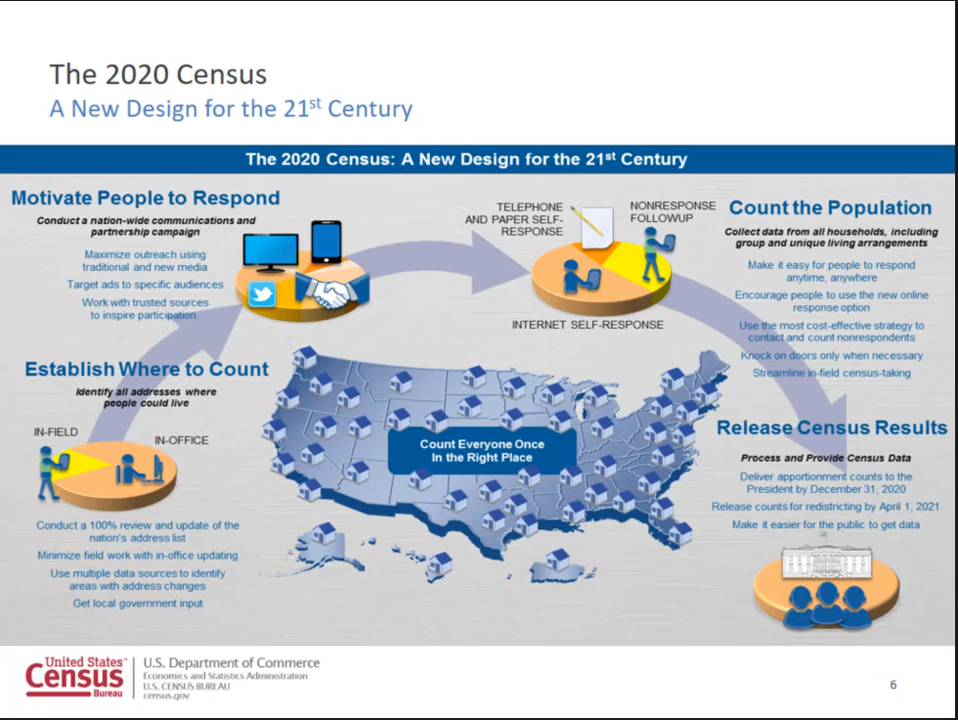 The 2020 Census
A New Design for the 21st Century
The 2020 Census: A New Design for the 21st Century
Motivate People to Respond
Conduct a nation-wide communications and
partnership campaign
Maximize outreach using
traditional and new media
Target ads to specific audiences
Work with trusted sources
to inspire participation
TELEPHONE
AND PAPER SELF-
RESPONSE
NONRESPONSE
FOLLOWUP
INTERNET SELF-RESPONSE
Count the Population
Collect data from all households, including
group and unique living arrangements
Make it easy for people to respond
anytime, anywhere
Encourage people to use the new online
response option
Use the most cost-effective strategy to
contact and count nonrespondents
Knock on doors only when necessary
Streamline in-field census-taking
Establish Where to Count
Identify all addresses where
people could live
IN-FIELD
IN-OFFICE
Conduct a 100% review and update of the
nation's address list
Minimize field work with in-office updating
Use multiple data sources to identify
areas with address changes
Get local government input
Count Everyone Once
In the Right Place
Release Census Results
Process and Provide Census Data
Deliver apportionment counts to the
President by December 31, 2020
Release counts for redistricting by April 1, 2021
Make it easier for the public to get data
United States™
Census
Bureau
U.S. Department of Commerce
Economics and Statistics Administration
U.S. CENSUS BUREAU
census.gov
6